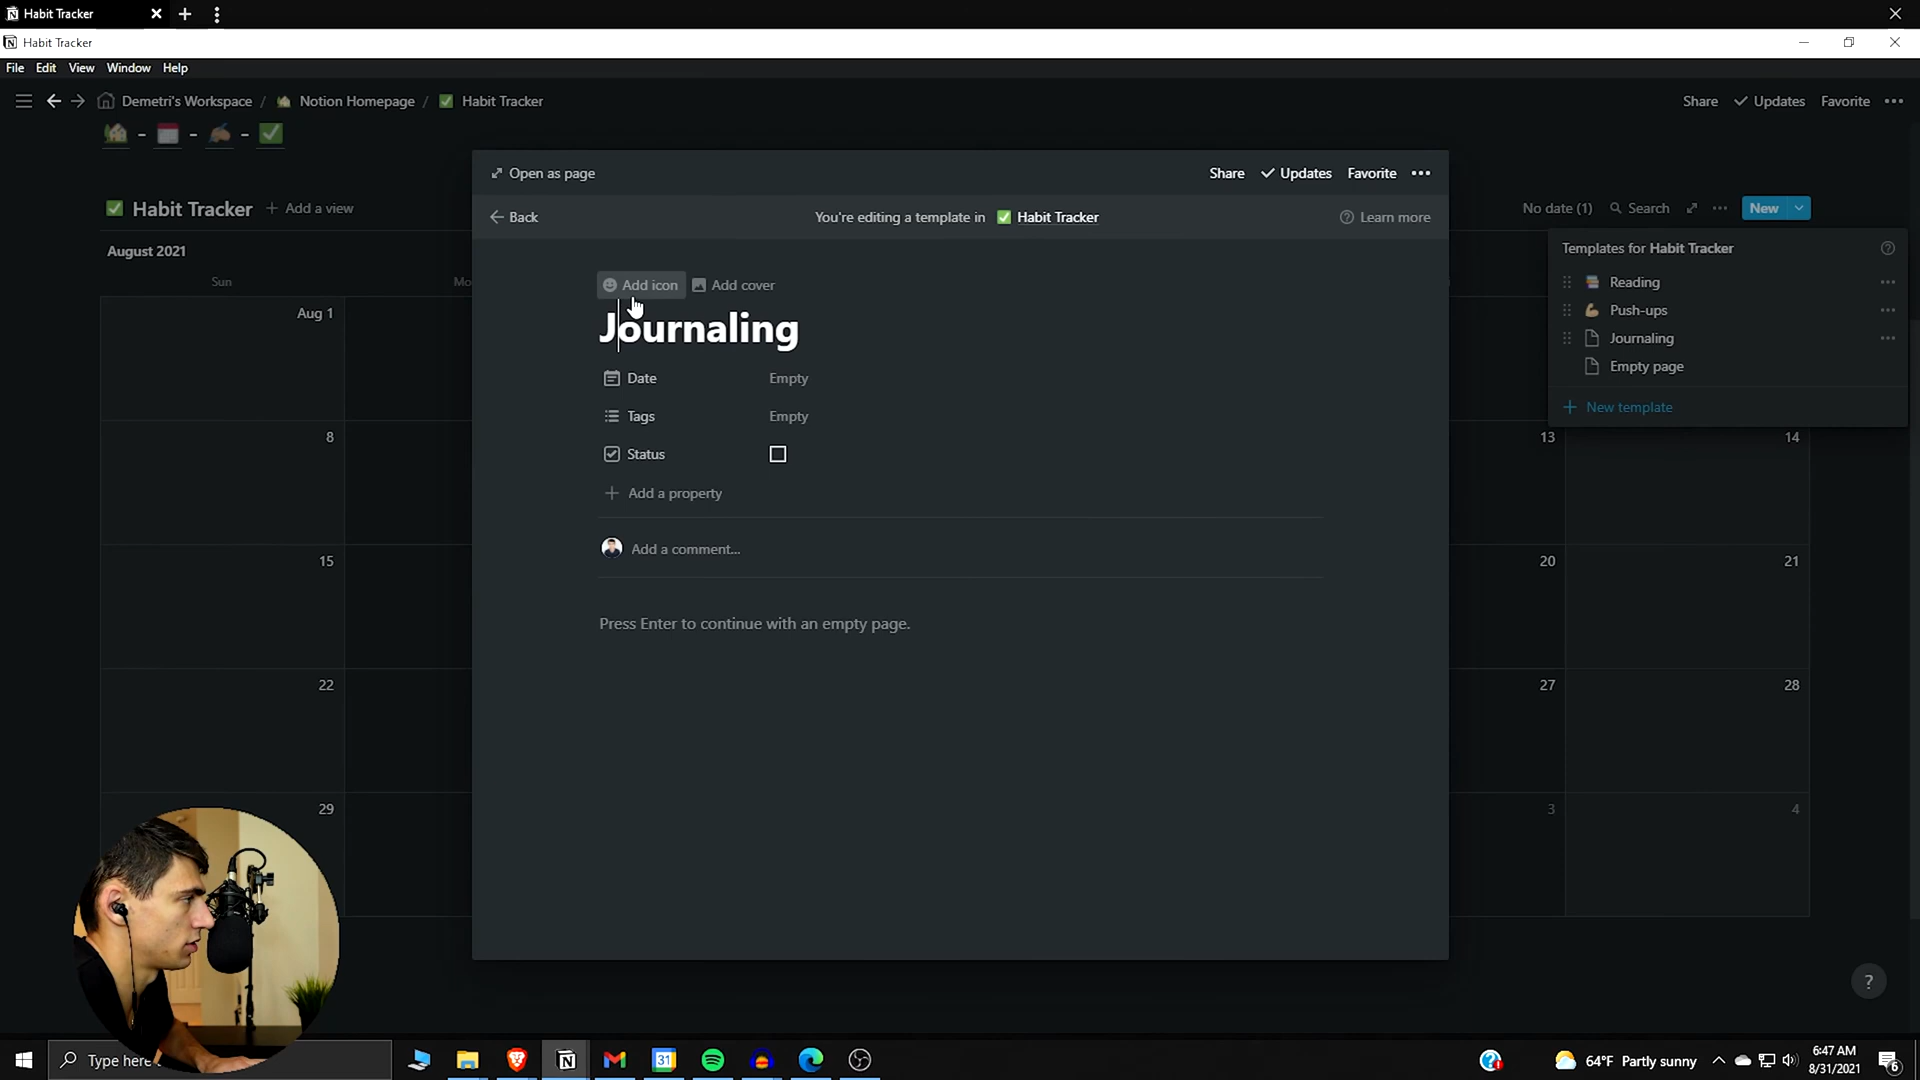 Habit Tracker
Habit Tracker
File Edit View Window Help
Demetri's Workspace / Notion Homepage / Habit Tracker
Share Updates Favorite
Open as page
Share Updates Favorite
Habit Tracker + Add a view
No date (1) Search New
Back
You're editing a template in Habit Tracker
Learn more
August 2021
Templates for Habit Tracker
Sun
Mo
Add icon Add cover
Reading
Aug 1
Push-ups
Journaling
Journaling
Empty page
Date Empty
New template
Tags Empty
8
13
14
Status
Add a property
Add a comment...
15
20
21
Press Enter to continue with an empty page.
22
27
28
29
3
4
?
Type here
31
64°F Partly sunny
6:47 AM
8/31/2021
6